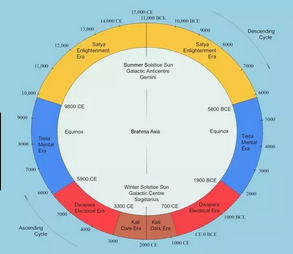 15,000 CE
11,000 BCE
14,000 CE
10,000 BCE
Descending
Cycle
13,000
9000
12,000
8000
11,000
7000
10,000
6000
9000
5000
8000
4000
7000
3000
6000
2000
7000
1000 BCE
4000
CE 0 BCE
3000
2000 CE
1000 CE
Ascending
Cycle
Satya
Enlightenment
Era
Satya
Enlightenment
Era
Summer Solstice Sun
Galactic Anticentre
Gemini
9800 CE
5800 BCE
Equinox
Brahma Axis
Equinox
Treta
Mental
Era
Treta
Mental
Era
5900 CE
1900 BCE
Winter Solstice Sun
Galactic Centre
Sagittarius
3300 CE
700 CE
Dwapara
Electrical Era
Dwapara
Electrical Era
Kali
Dark Era
Kali
Dark Era